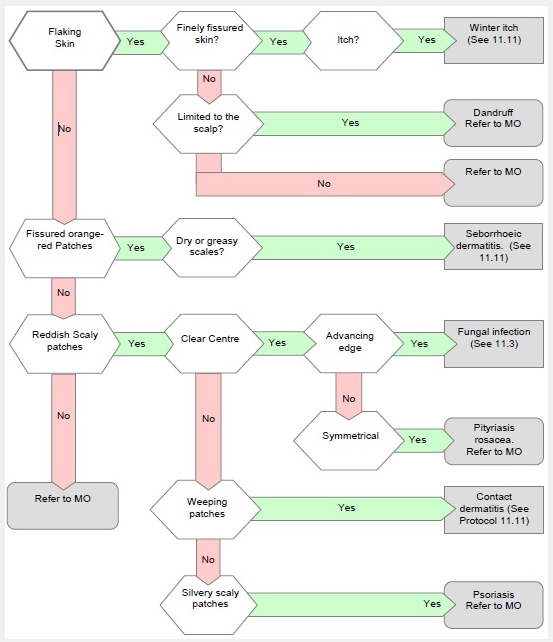 Flaking
Skin
Yes
Finely fissured
skin?
Yes
Itch?
Yes
Winter itch
(See 11.11)
No
No
Limited to the
scalp?
Yes
Dandruff
Refer to MO
No
Refer to MO
Fissured orange-
red Patches
Yes
Dry or greasy
scales?
Yes
Seborrhoeic
dermatitis. (See
11.11)
No
Reddish Scaly
patches
Yes
Clear Centre
Yes
Advancing
edge
Yes
Fungal infection
(See 11.3)
No
No
No
Symmetrical
Yes
Pityriasis
rosacea.
Refer to MO
Refer to MO
Weeping
patches
Yes
Contact
dermatitis (See
Protocol 11.11)
No
Silvery scaly
patches
Yes
Psoriasis
Refer to MO